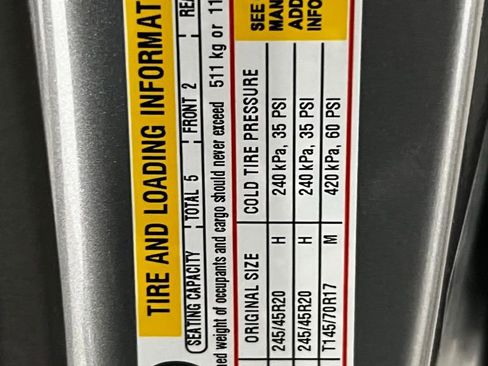 TIRE AND LOADING
SEATING CAPACITY TOTAL 5 FRONT 2
weight of occupants and cargo should never exceed 511 kg or
ORIGINAL SIZE COLD TIRE PRESSURE SEE
245/45R20 H 240 kPa, 35 PSI
245/45R20 H 240 kPa, 35 PSI
T145/70R17 M 420 kPa, 60 PSI